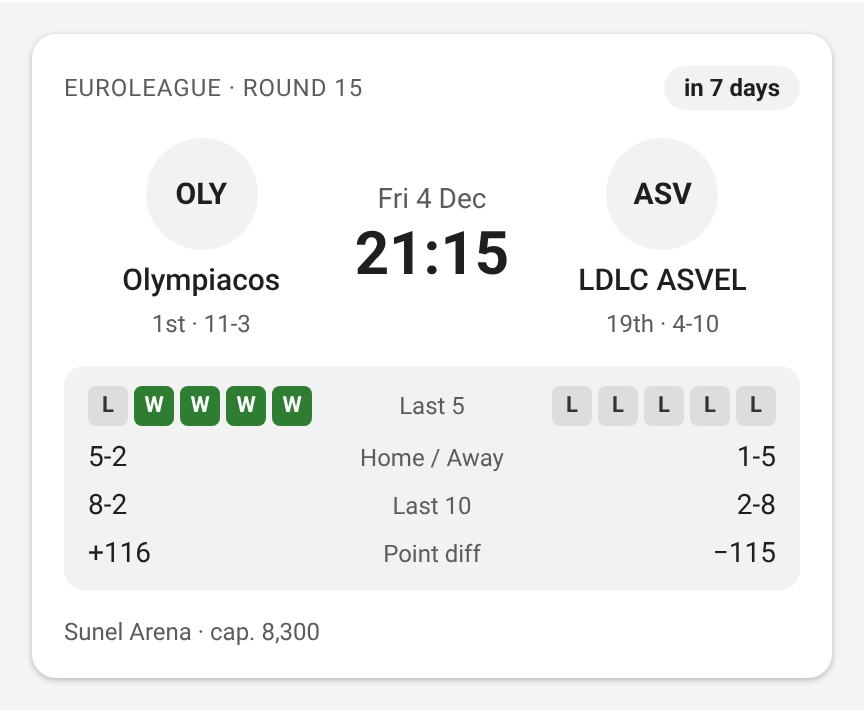 EUROLEAGUE · ROUND 15 in 7 days
OLY ASV
Fri 4 Dec
21:15
Olympiacos LDLC ASVEL
1st · 11-3 19th · 4-10
L W W W W Last 5 L L L L L
5-2 Home / Away 1-5
8-2 Last 10 2-8
+116 Point diff −115
Sunel Arena · cap. 8,300